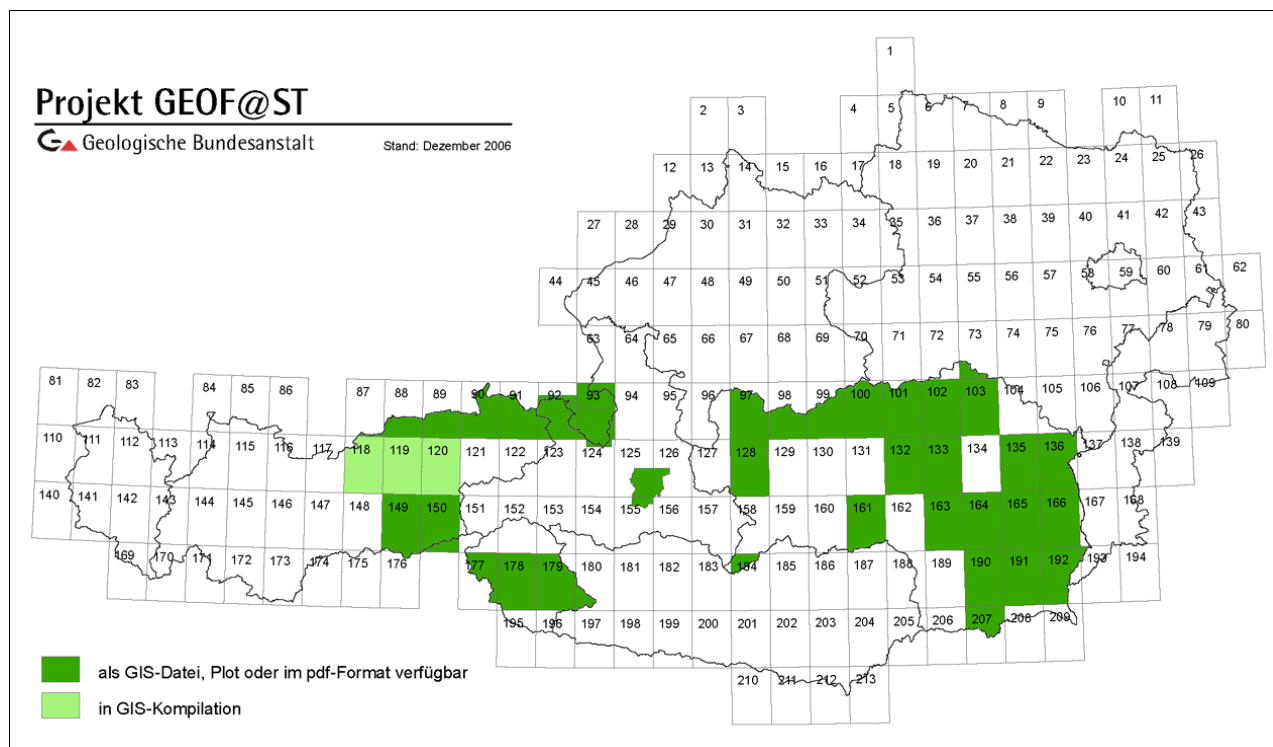 1
Projekt GEOF@ST
Geologische Bundesanstalt
Stand: Dezember 2006
2 3 4 5 6 7 8 9 10 11
12 13 14 15 16 17 18 19 20 21 22 23 24 25 26
27 28 29 30 31 32 33 34 35 36 37 38 39 40 41 42 43
44 45 46 47 48 49 50 51 52 53 54 55 56 57 58 59 60 61 62
63 64 65 66 67 68 69 70 71 72 73 74 75 76 77 78 79 80
81 82 83 84 85 86 87 88 89 90 91 92 93 94 95 96 97 98 99 100 101 102 103 104 105 106 107 108 109
110 111 112 113 114 115 116 117 118 119 120 121 122 123 124 125 126 127 128 129 130 131 132 133 134 135 136 137 138 139
140 141 142 143 144 145 146 147 148 149 150 151 152 153 154 155 156 157 158 159 160 161 162 163 164 165 166 167 168
169 170 171 172 173 174 175 176 177 178 179 180 181 182 183 184 185 186 187 188 189 190 191 192 193 194
195 196 197 198 199 200 201 202 203 204 205 206 207 208 209
210 211 212 213
als GIS-Datei, Plot oder im pdf-Format verfügbar
in GIS-Kompilation